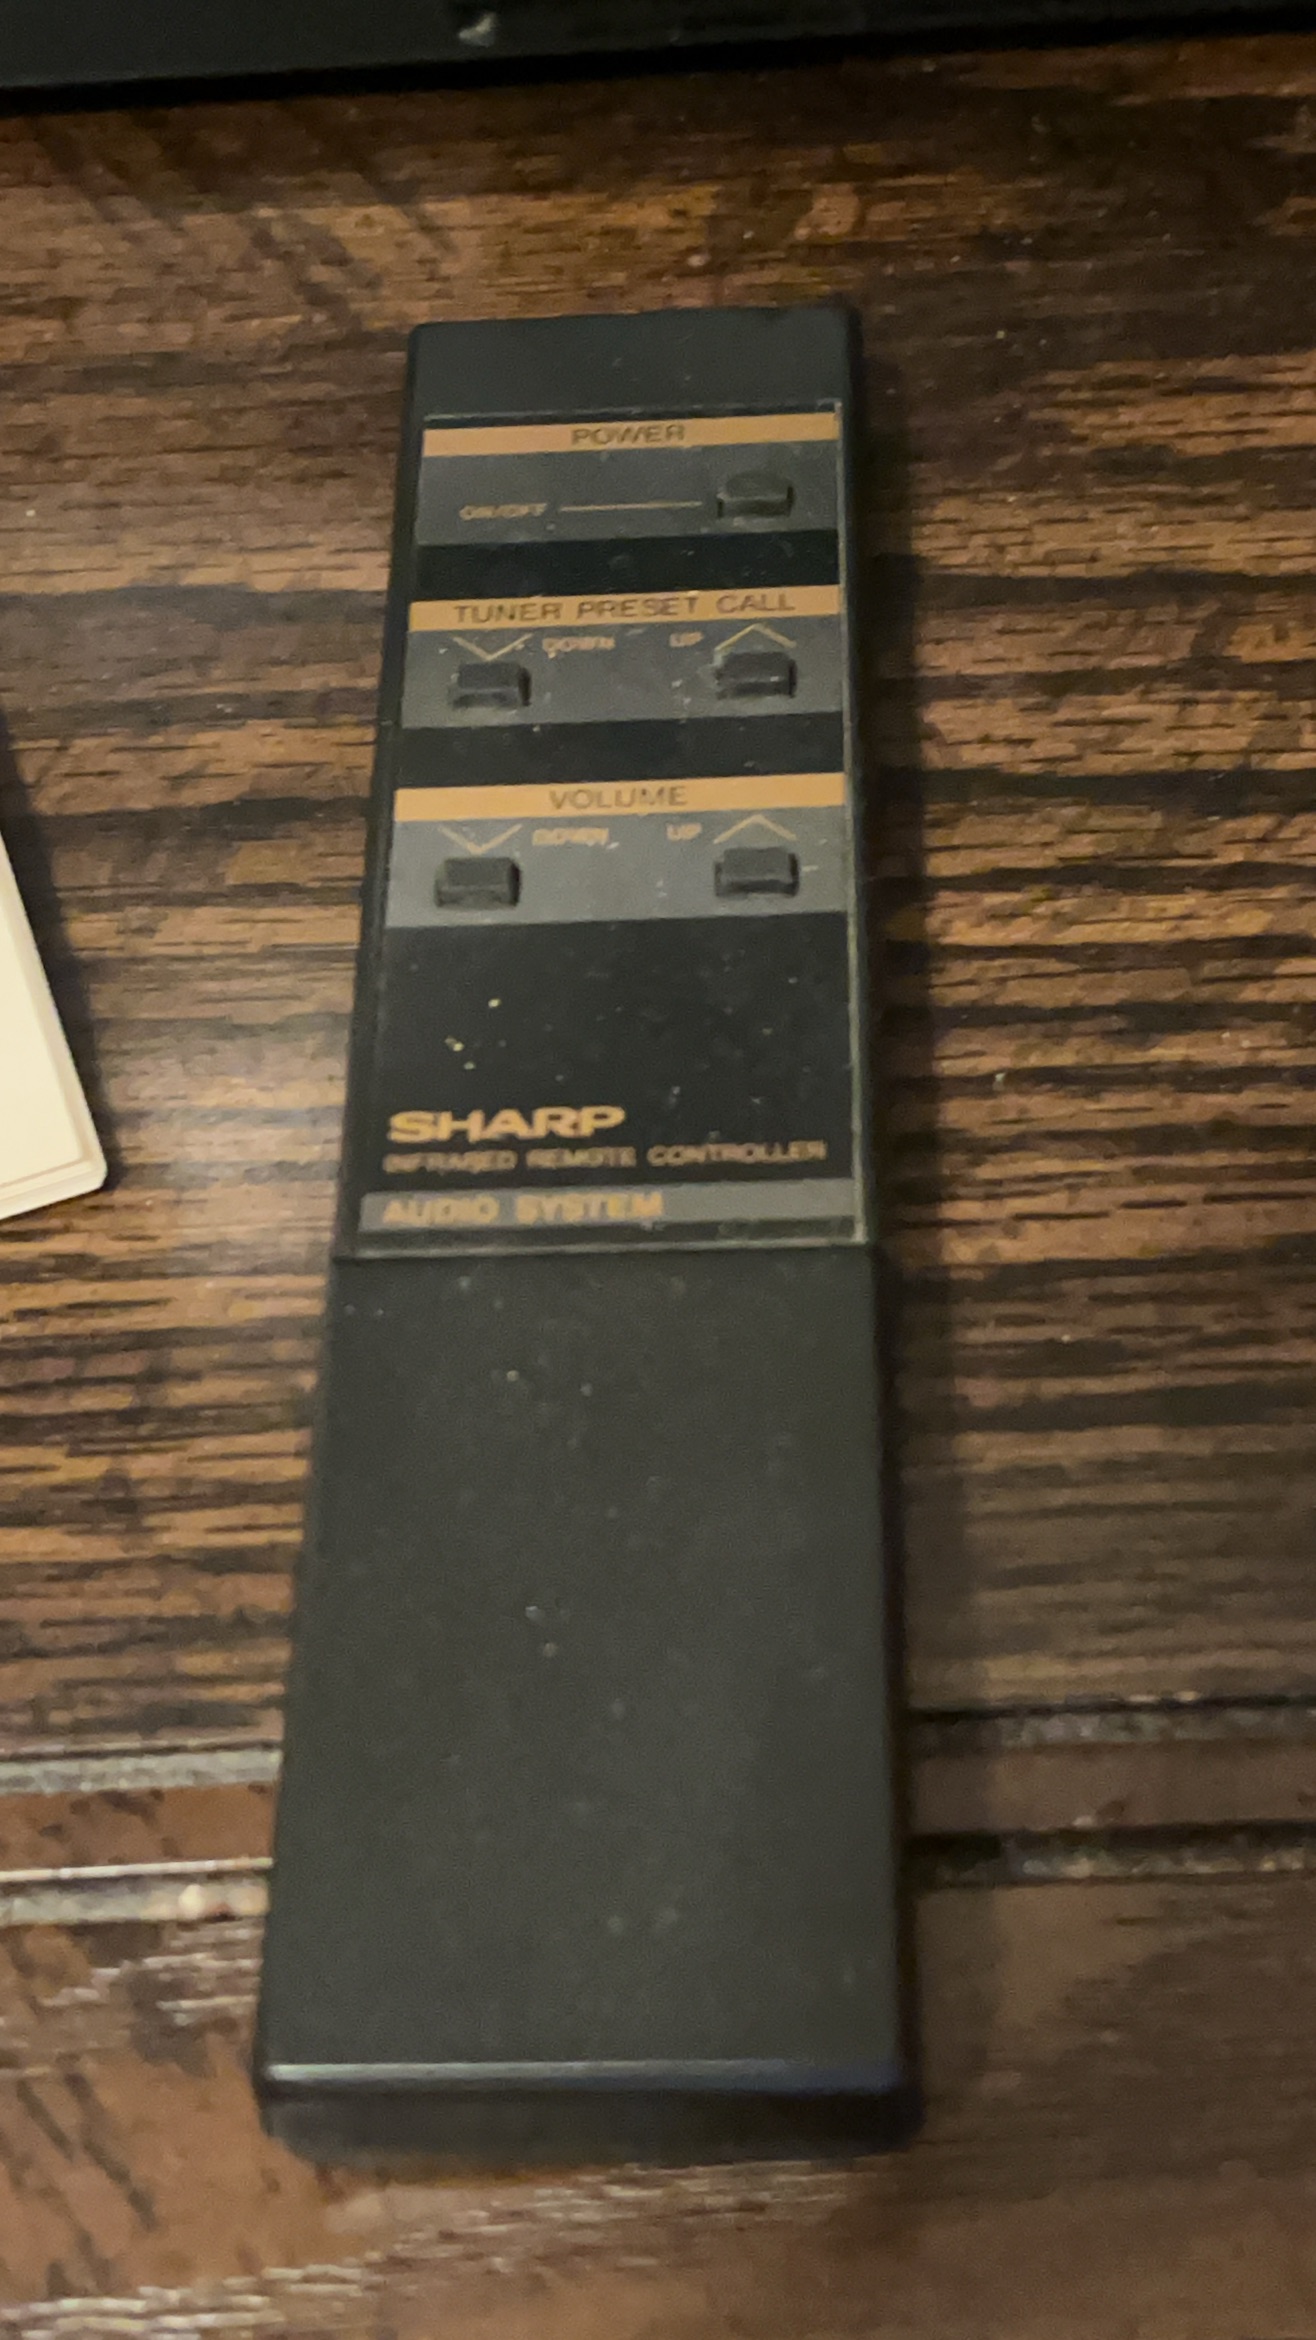 POWER
ON/OFF
TUNER PRESET CALL
DOWN UP
VOLUME
DOWN UP
SHARP
INFRARED REMOTE CONTROLLER
AUDIO SYSTEM